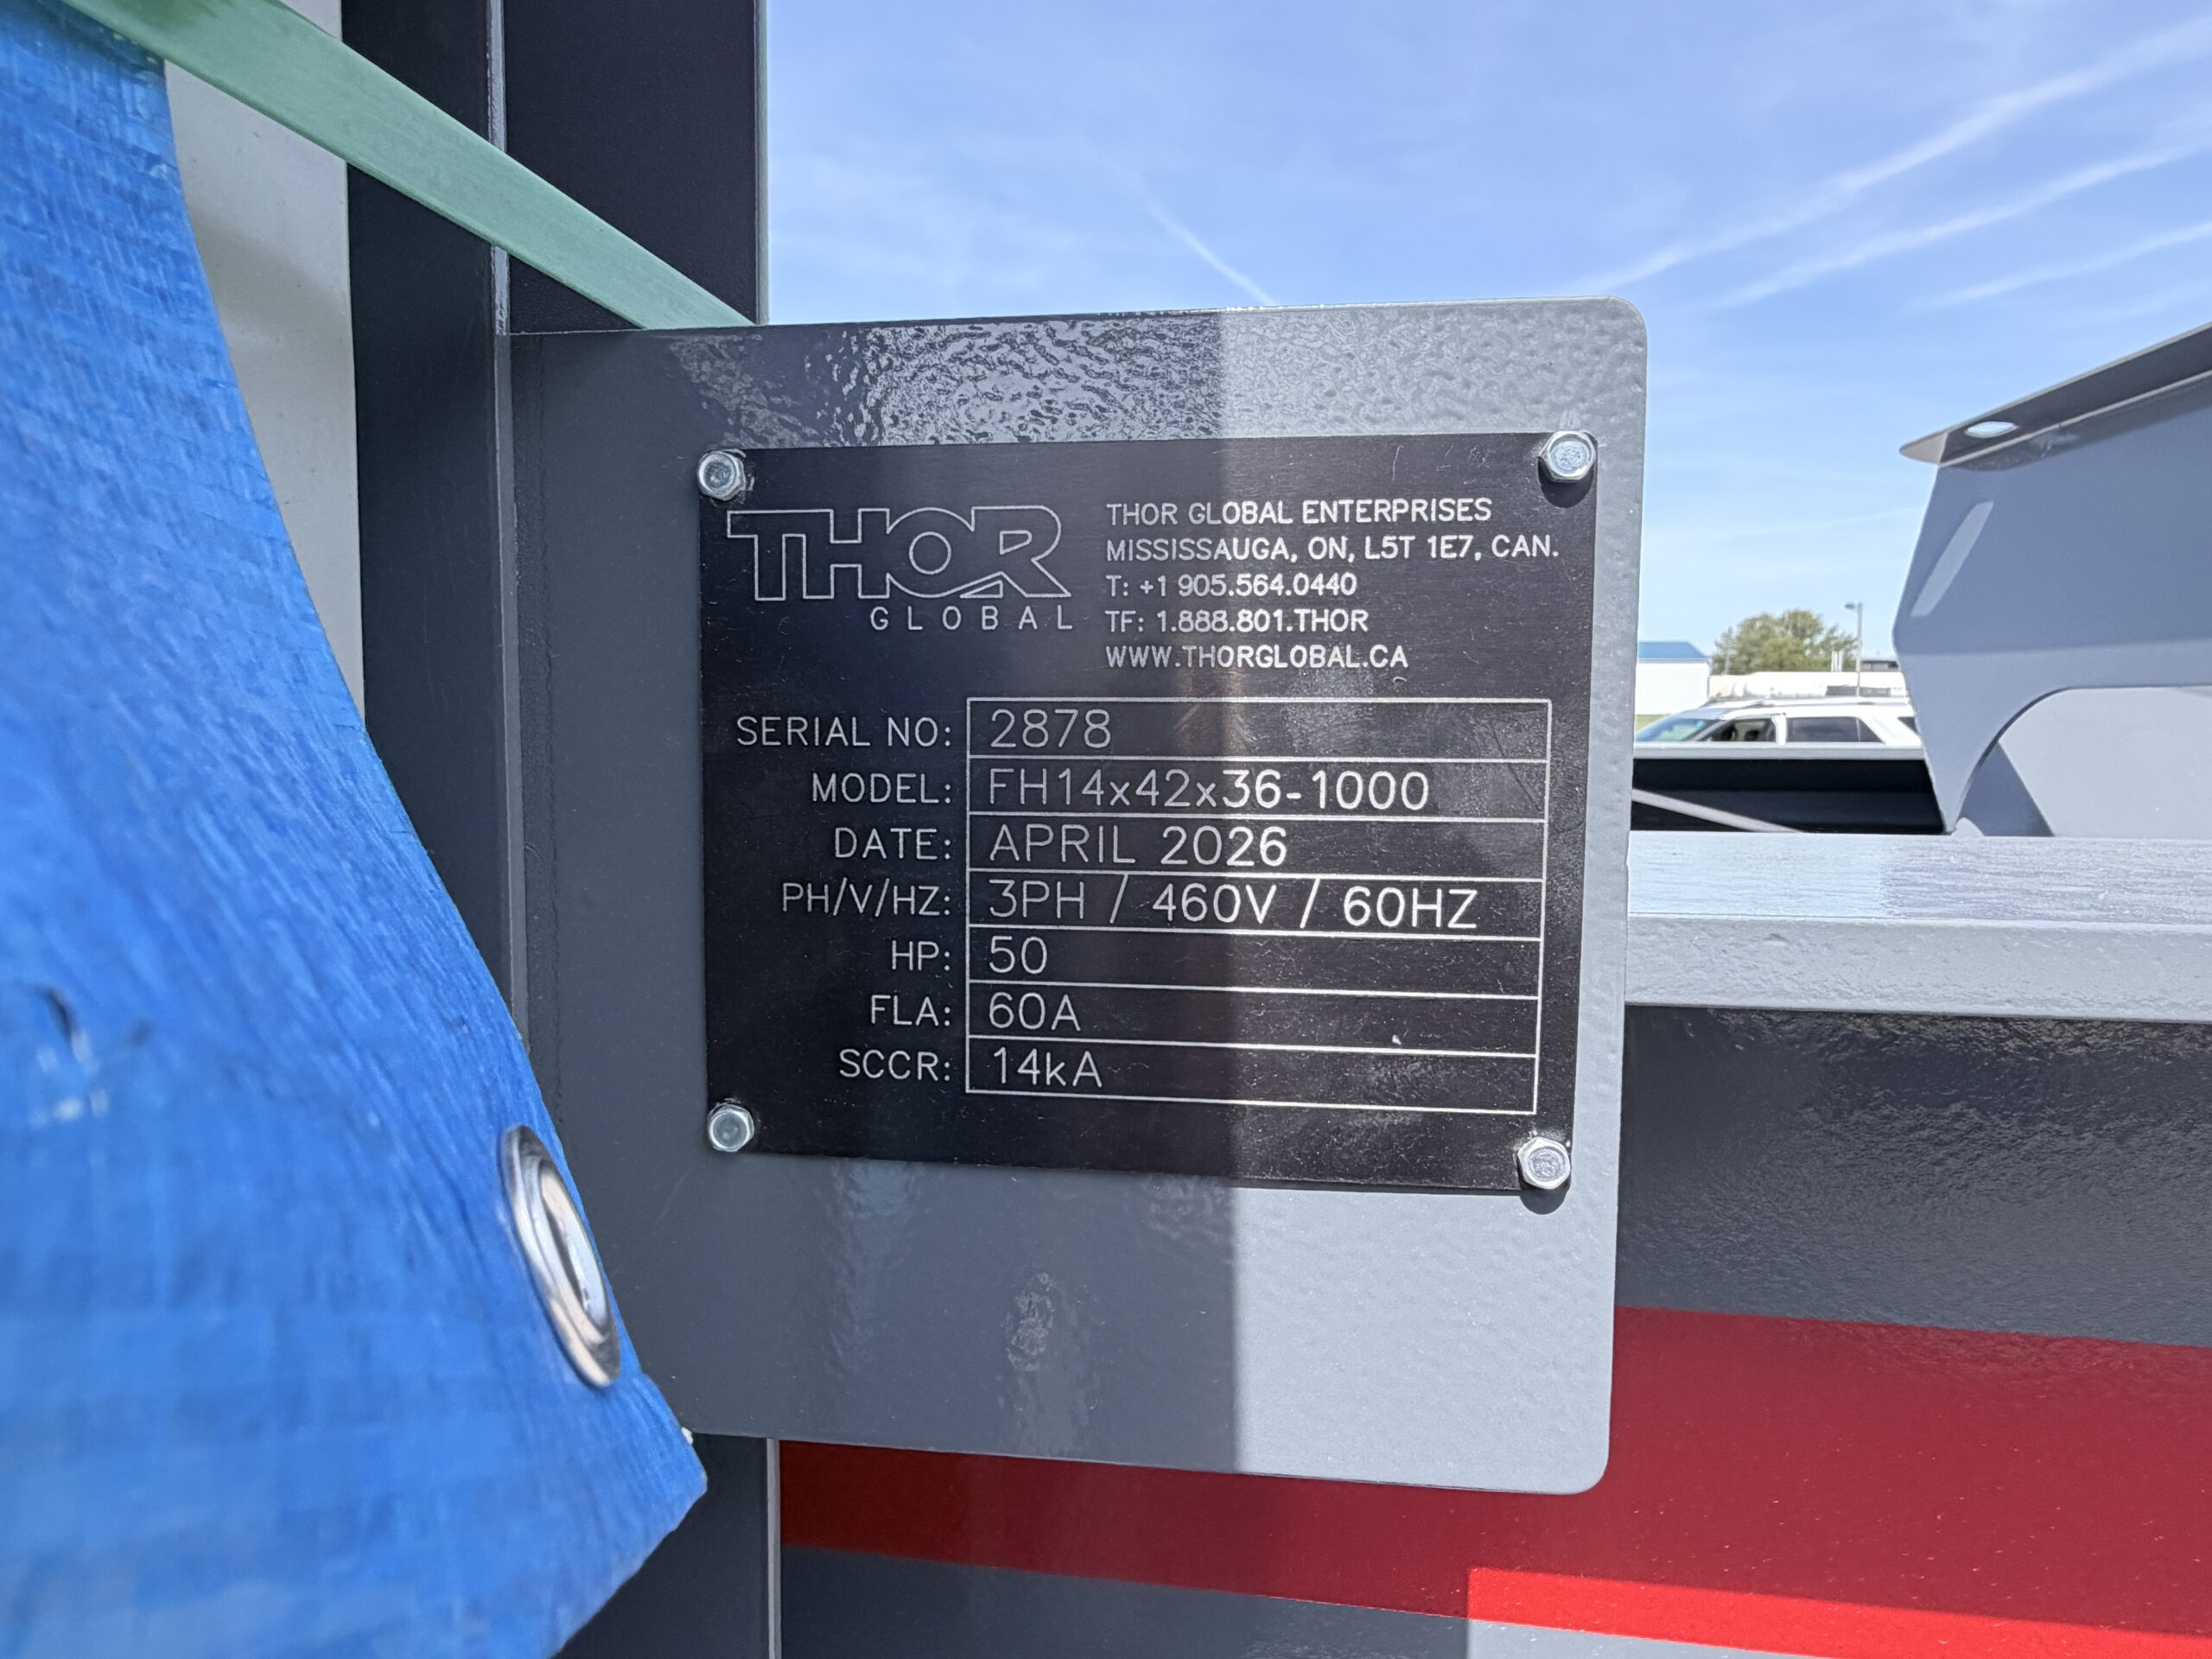 THOR
GLOBAL
THOR GLOBAL ENTERPRISES
MISSISSAUGA, ON, L5T 1E7, CAN.
T: +1 905.564.0440
TF: 1.888.801.THOR
WWW.THORGLOBAL.CA
SERIAL NO: 2878
MODEL: FH14x42x36-1000
DATE: APRIL 2026
PH/V/HZ: 3PH / 460V / 60HZ
HP: 50
FLA: 60A
SCCR: 14kA